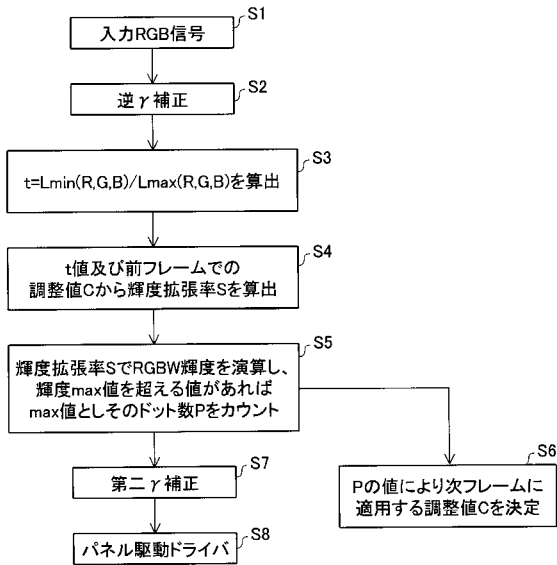 S1
入力RGB信号
S2
逆γ補正
S3
t=Lmin(R,G,B)/Lmax(R,G,B)を算出
S4
t値及び前フレームでの
調整値Cから輝度拡張率Sを算出
S5
輝度拡張率SでRGBW輝度を演算し、
輝度max値を超える値があれば
max値としそのドット数Pをカウント
S6
Pの値により次フレームに
適用する調整値Cを決定
S7
第二γ補正
S8
パネル駆動ドライバ